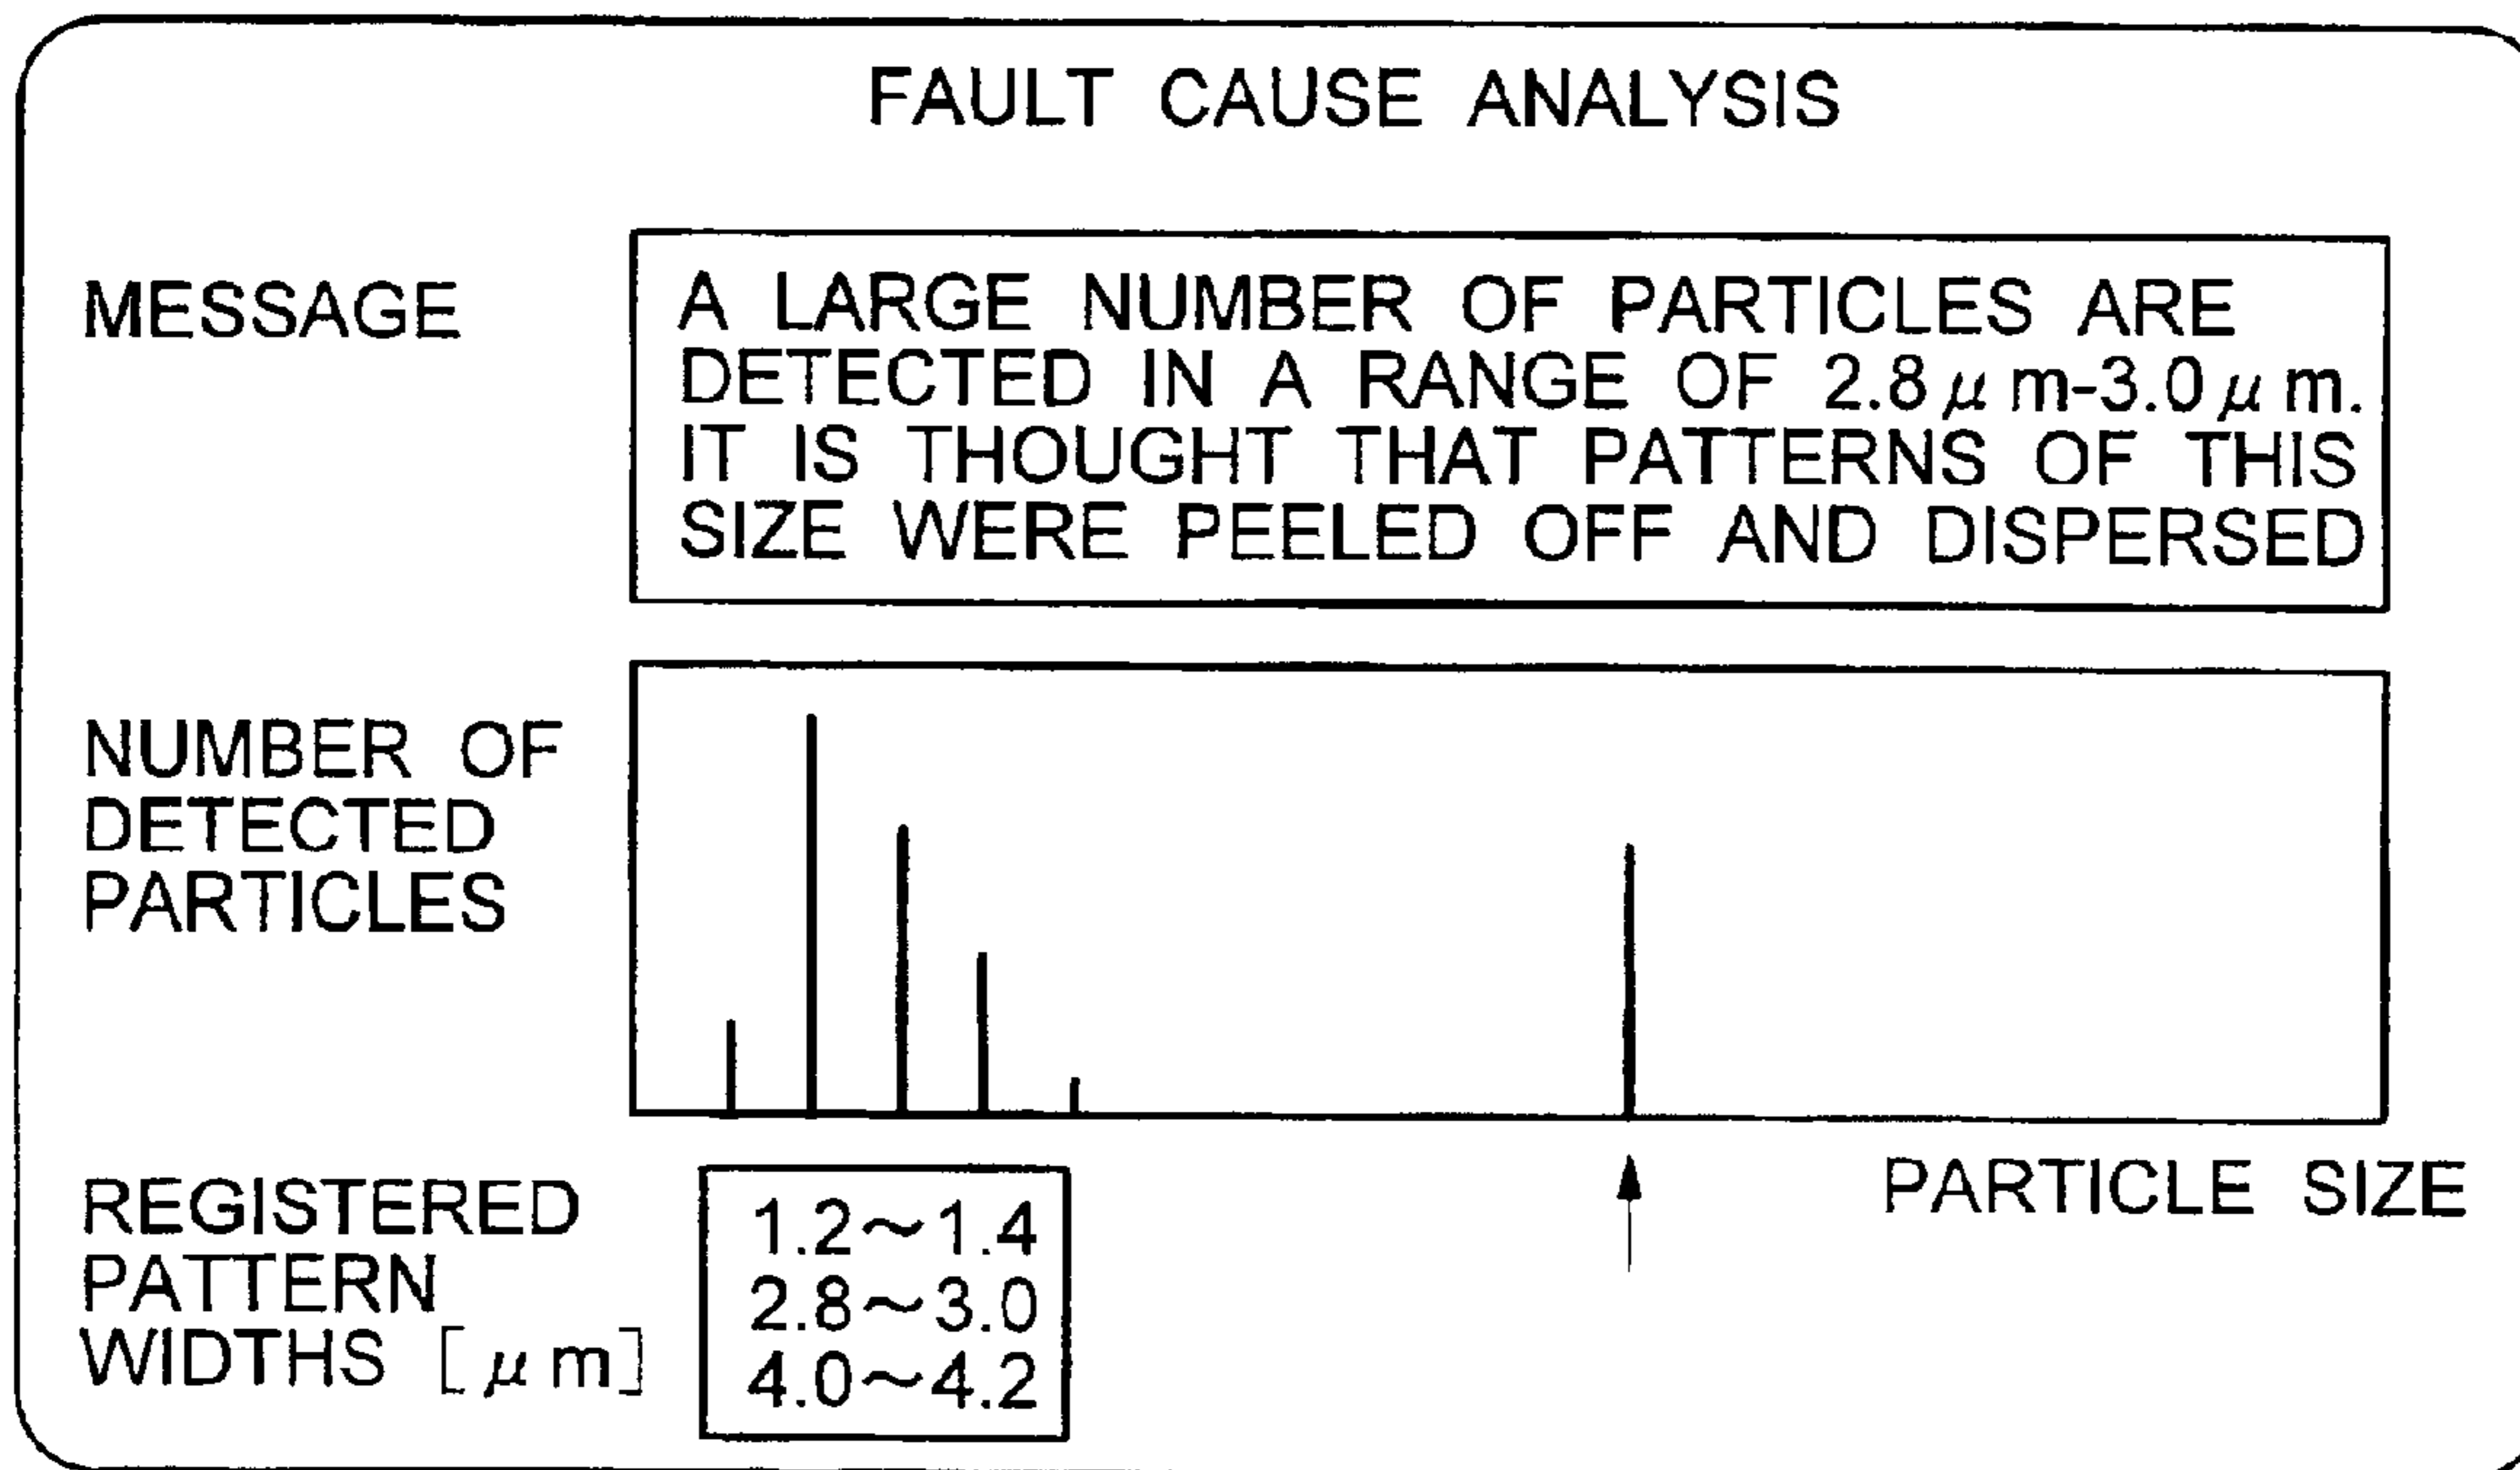 FAULT CAUSE ANALYSIS
MESSAGE
A LARGE NUMBER OF PARTICLES ARE
DETECTED IN A RANGE OF 2.8μm-3.0μm.
IT IS THOUGHT THAT PATTERNS OF THIS
SIZE WERE PEELED OFF AND DISPERSED
NUMBER OF
DETECTED
PARTICLES
PARTICLE SIZE
REGISTERED
PATTERN
WIDTHS [μm]
1.2~1.4
2.8~3.0
4.0~4.2